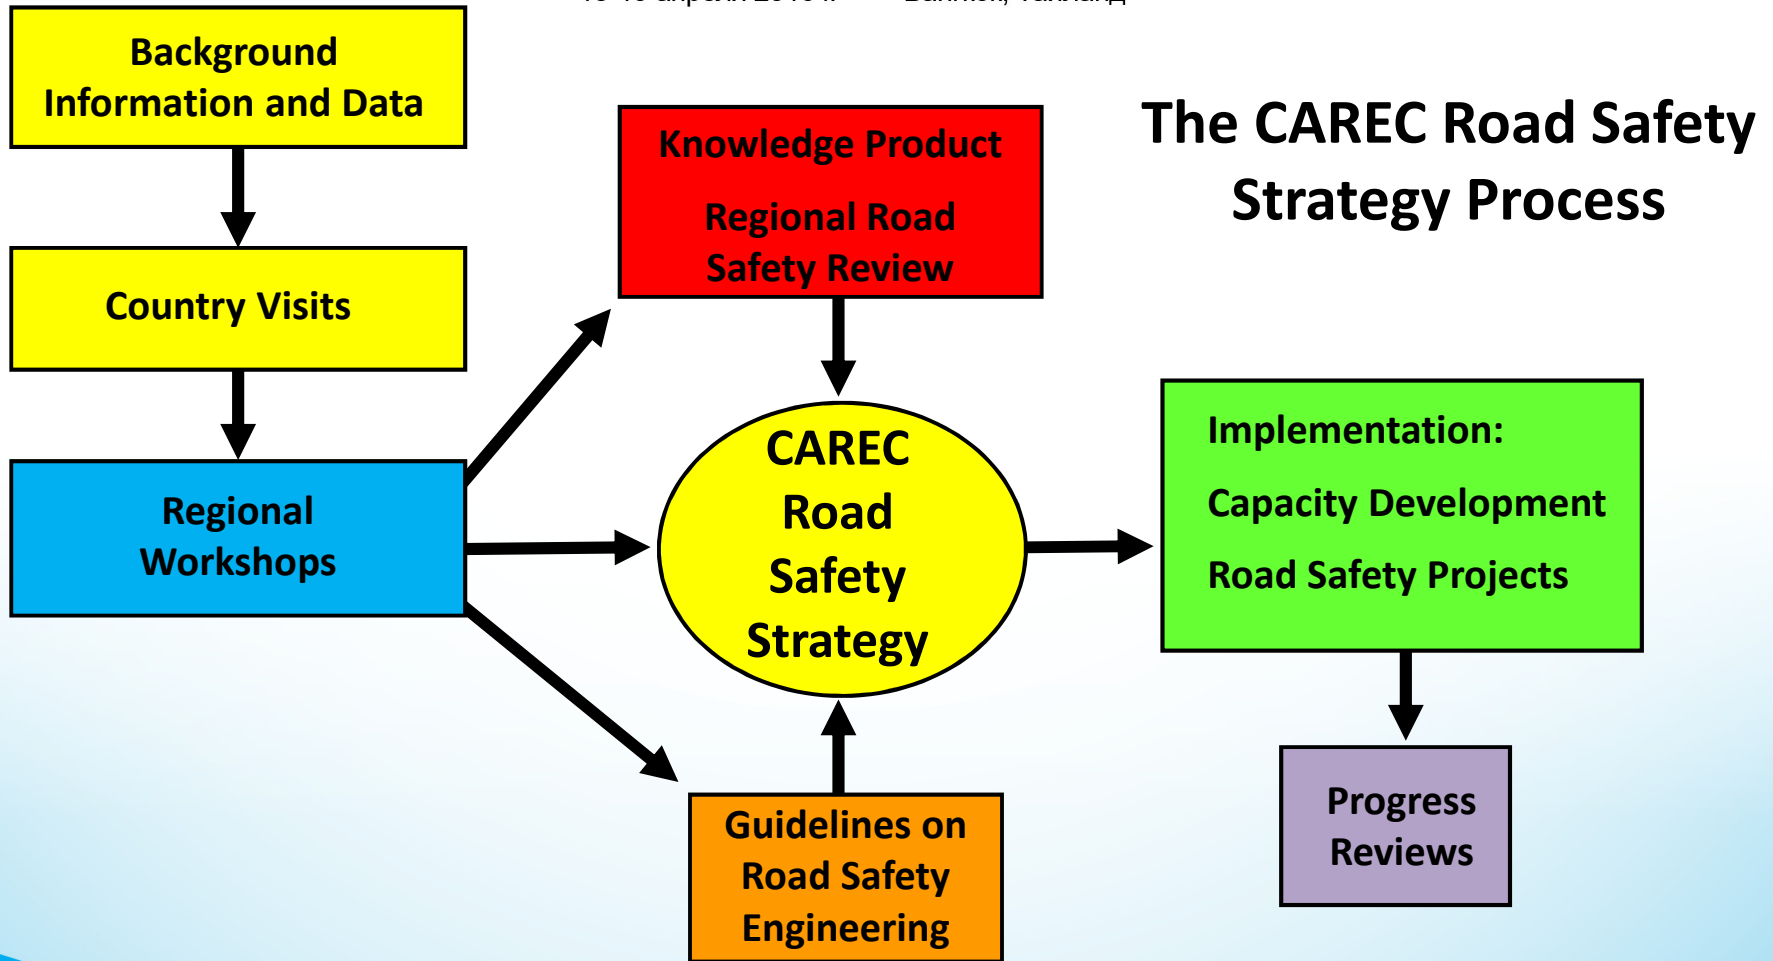 Background
Information and Data
Country Visits
Regional
Workshops
Knowledge Product
Regional Road
Safety Review
CAREC
Road
Safety
Strategy
Guidelines on
Road Safety
Engineering
The CAREC Road Safety
Strategy Process
Implementation:
Capacity Development
Road Safety Projects
Progress
Reviews